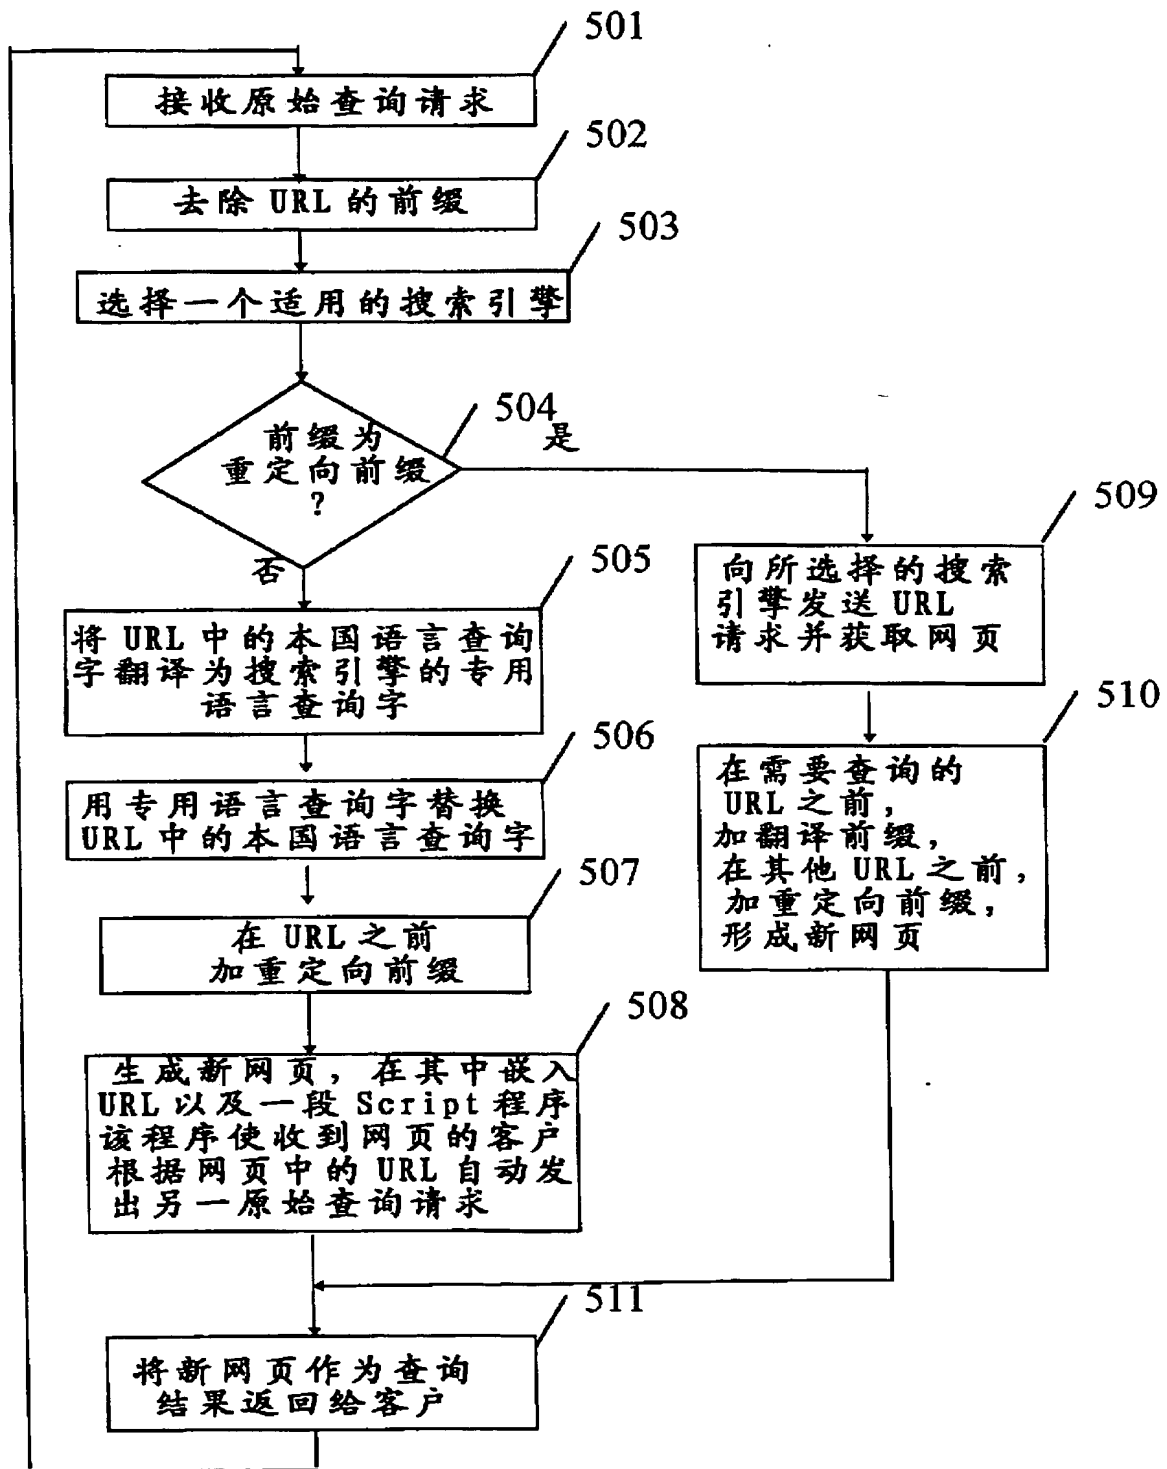 501
接收原始查询请求
502
去除 URL 的前缀
503
选择一个适用的搜索引擎
504
前缀为
重定向前缀
?
是
否
505
将 URL 中的本国语言查询
字翻译为搜索引擎的专用
语言查询字
506
用专用语言查询字替换
URL 中的本国语言查询字
507
在 URL 之前
加重定向前缀
508
生成新网页，在其中嵌入
URL 以及一段 Script 程序
该程序使收到网页的客户
根据网页中的 URL 自动发
出另一原始查询请求
509
向所选择的搜索
引擎发送 URL
请求并获取网页
510
在需要查询的
URL 之前，
加翻译前缀，
在其他 URL 之前，
加重定向前缀，
形成新网页
511
将新网页作为查询
结果返回给客户